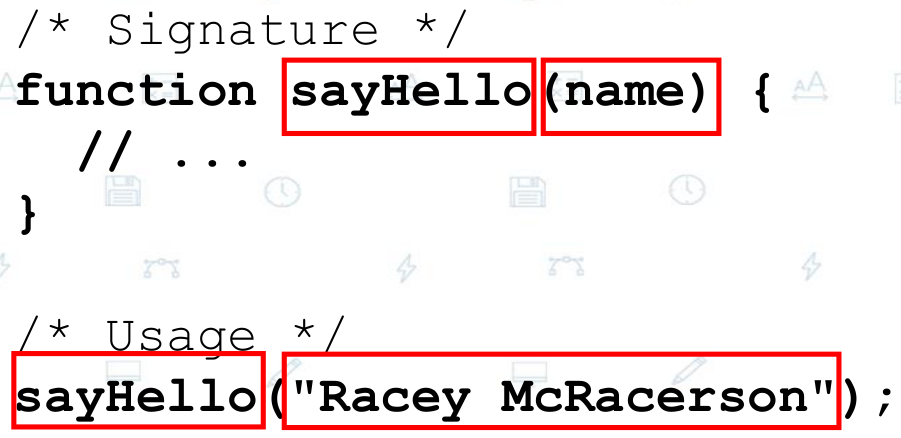 /* Signature */
function sayHello(name) {
  // ...
}
/* Usage */
sayHello("Racey McRacerson");